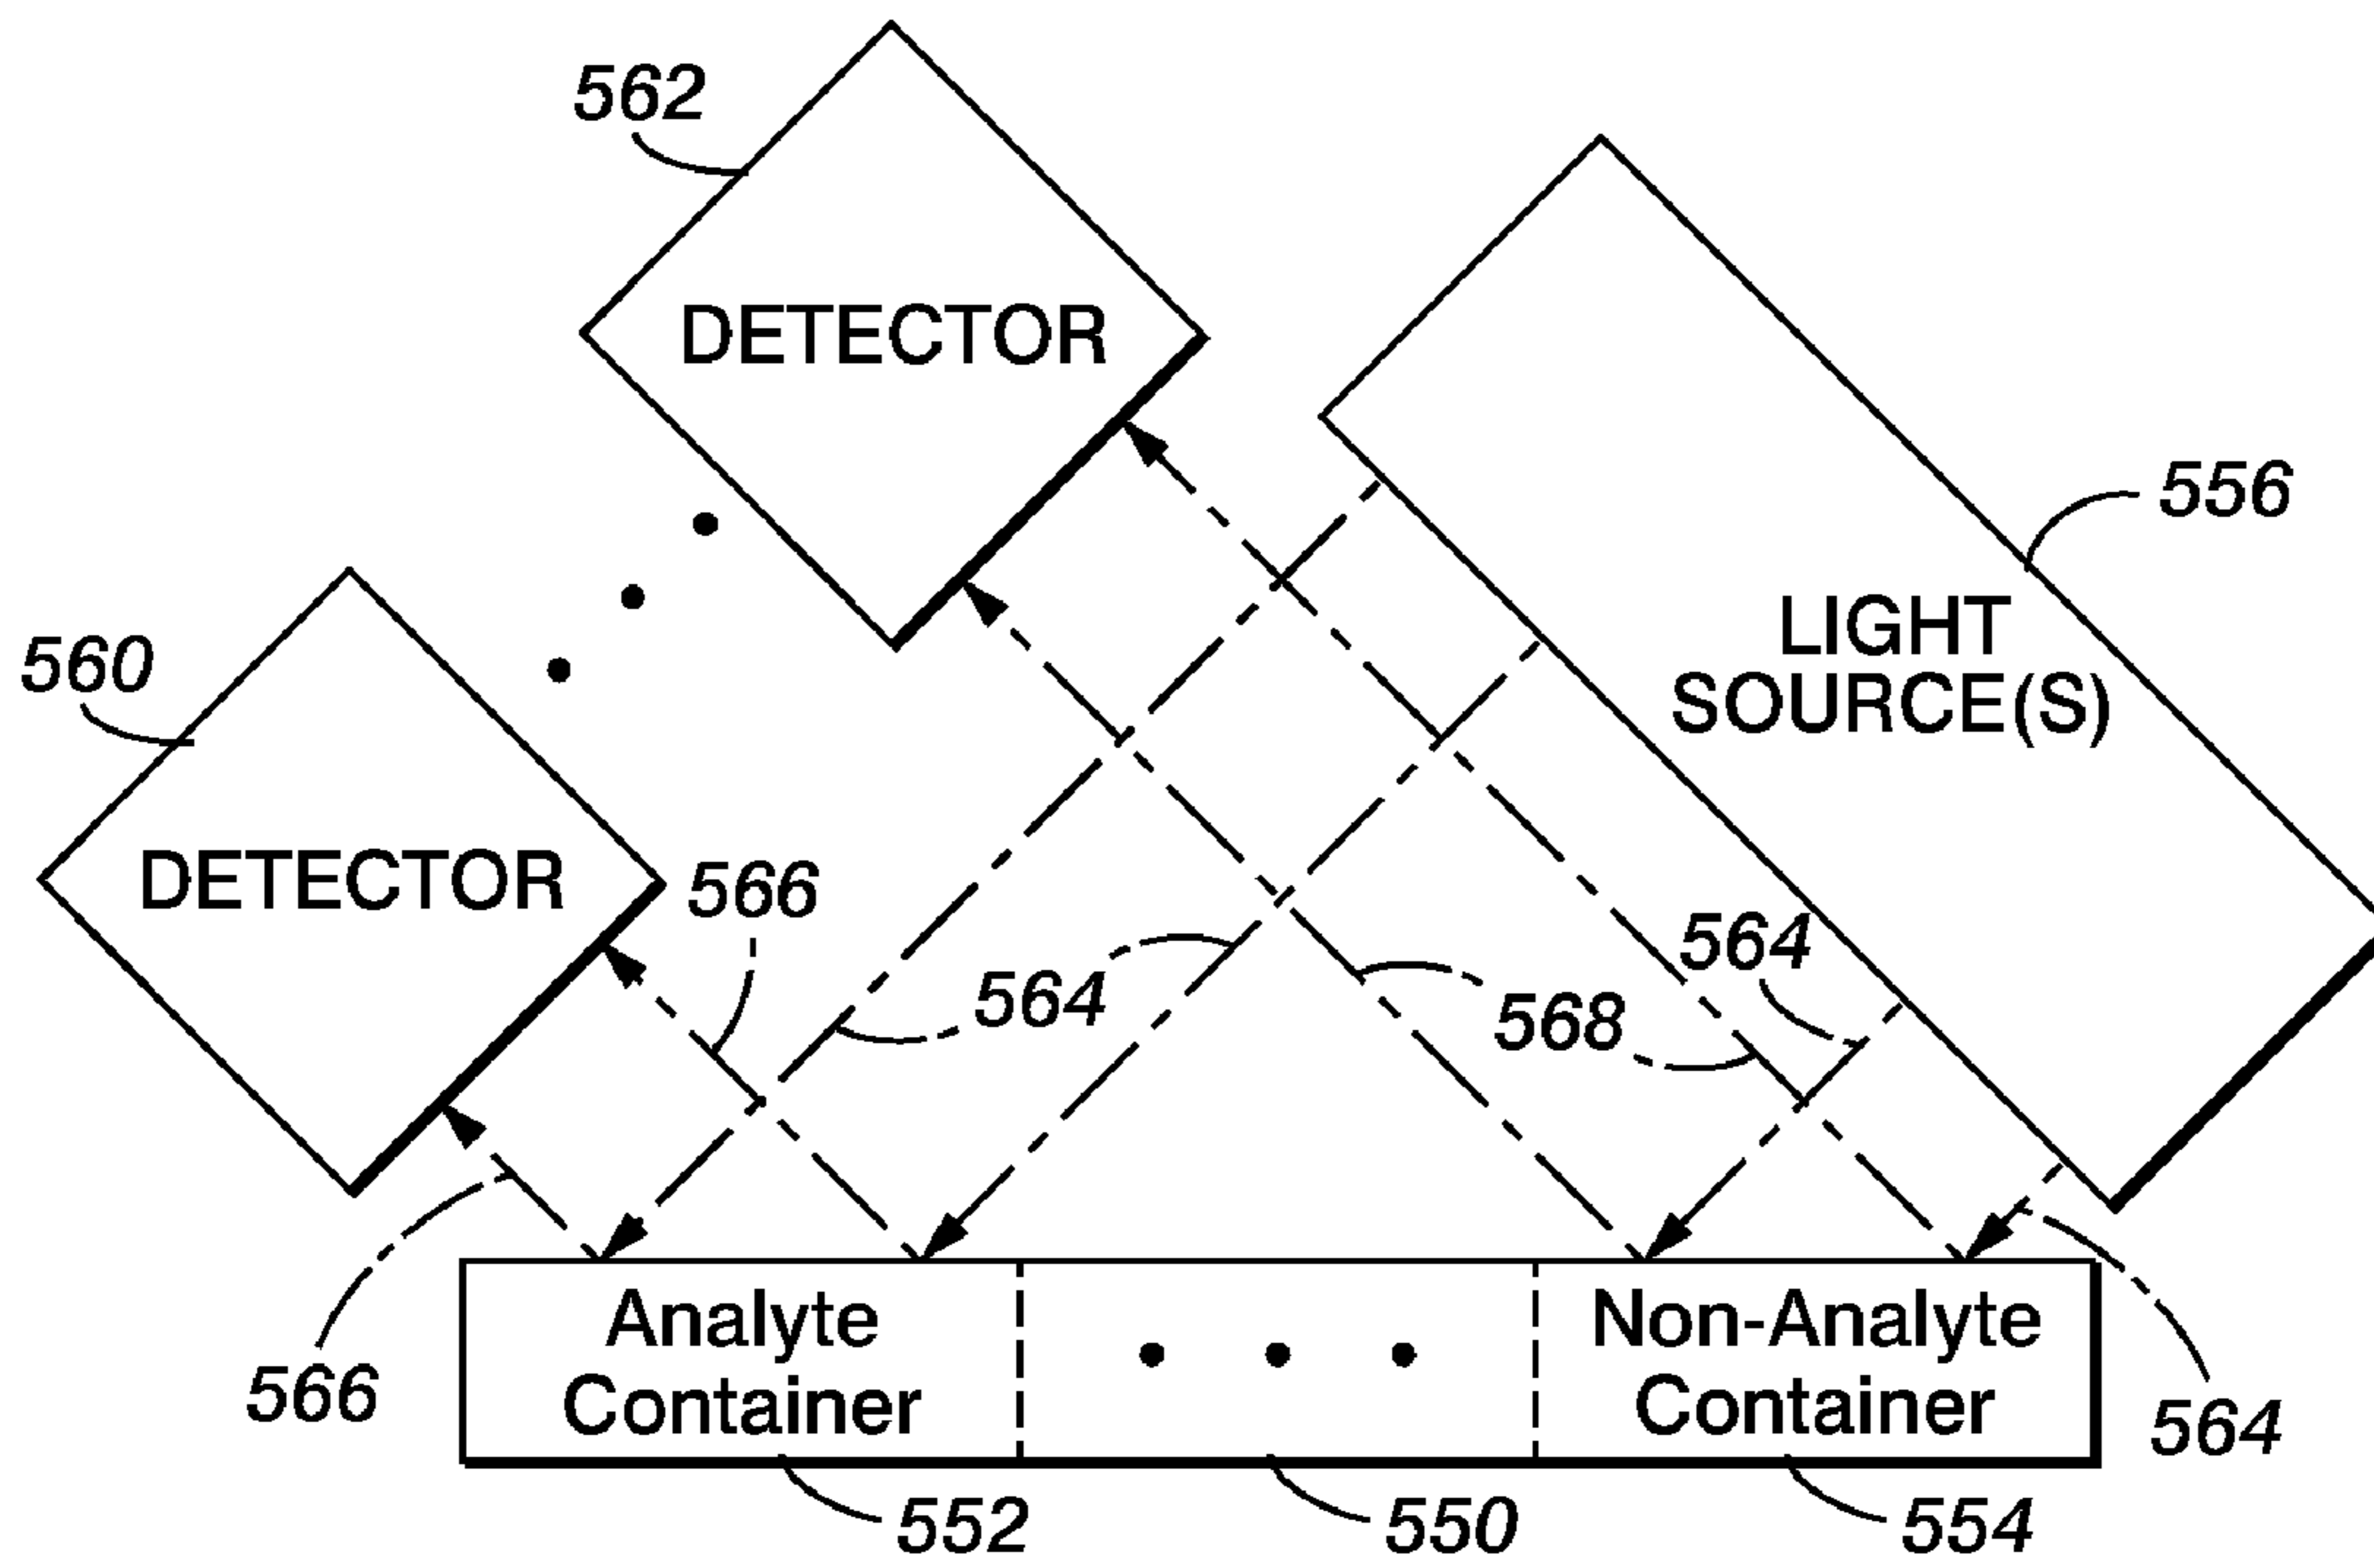 562
DETECTOR
556
LIGHT
SOURCE(S)
560
DETECTOR
566
564
564
568
Analyte
Container
Non-Analyte
Container
566
564
552
550
554